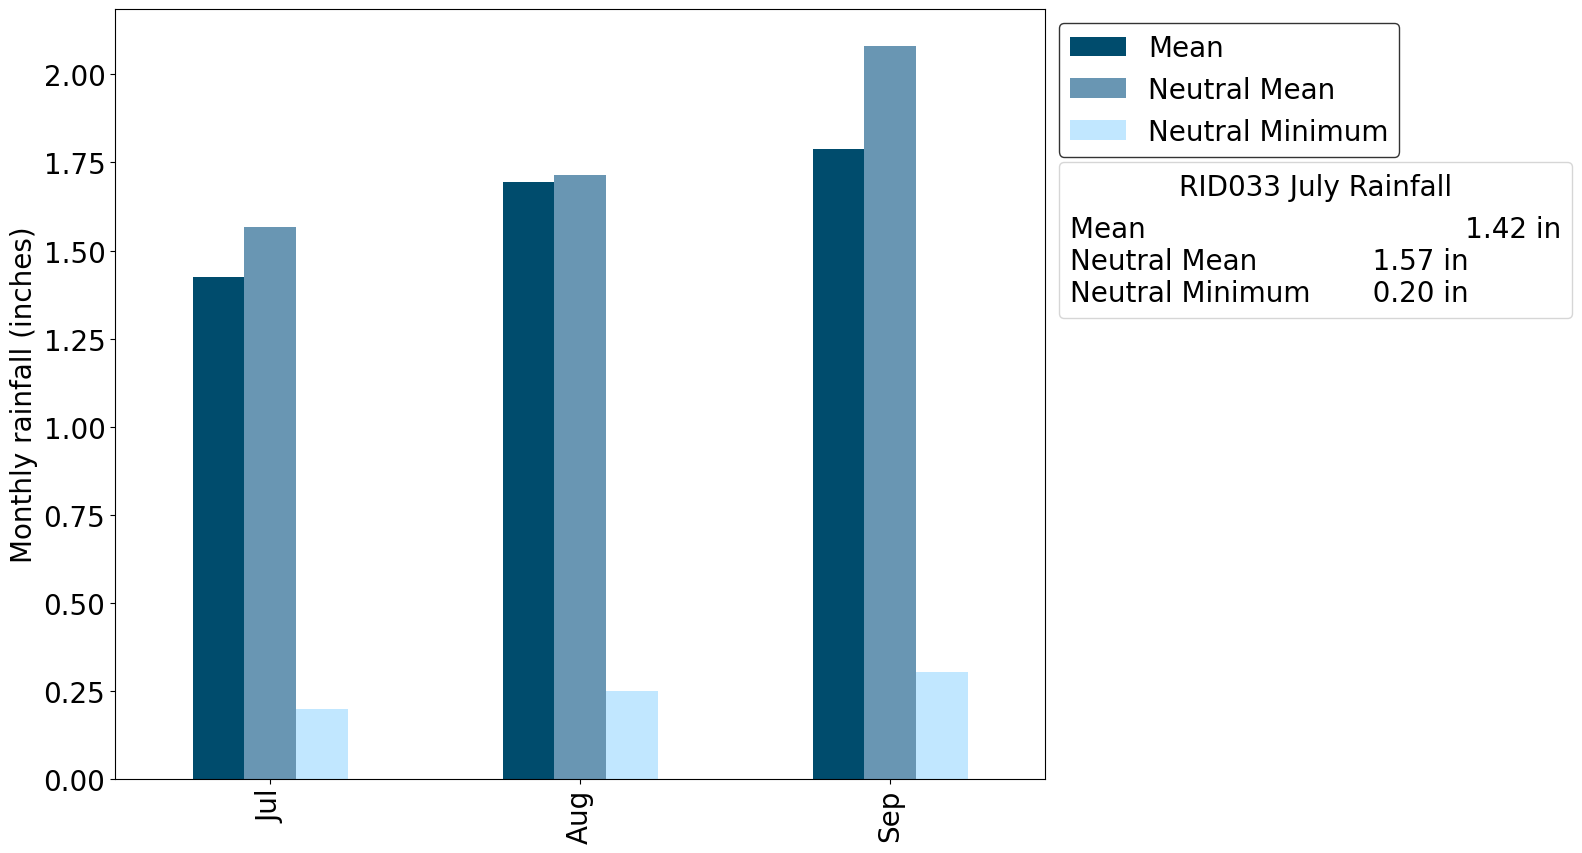 Monthly rainfall (inches)
2.00
1.75
1.50
1.25
1.00
0.75
0.50
0.25
0.00
Jul
Aug
Sep
Mean
Neutral Mean
Neutral Minimum
RID033 July Rainfall
Mean 1.42 in
Neutral Mean 1.57 in
Neutral Minimum 0.20 in